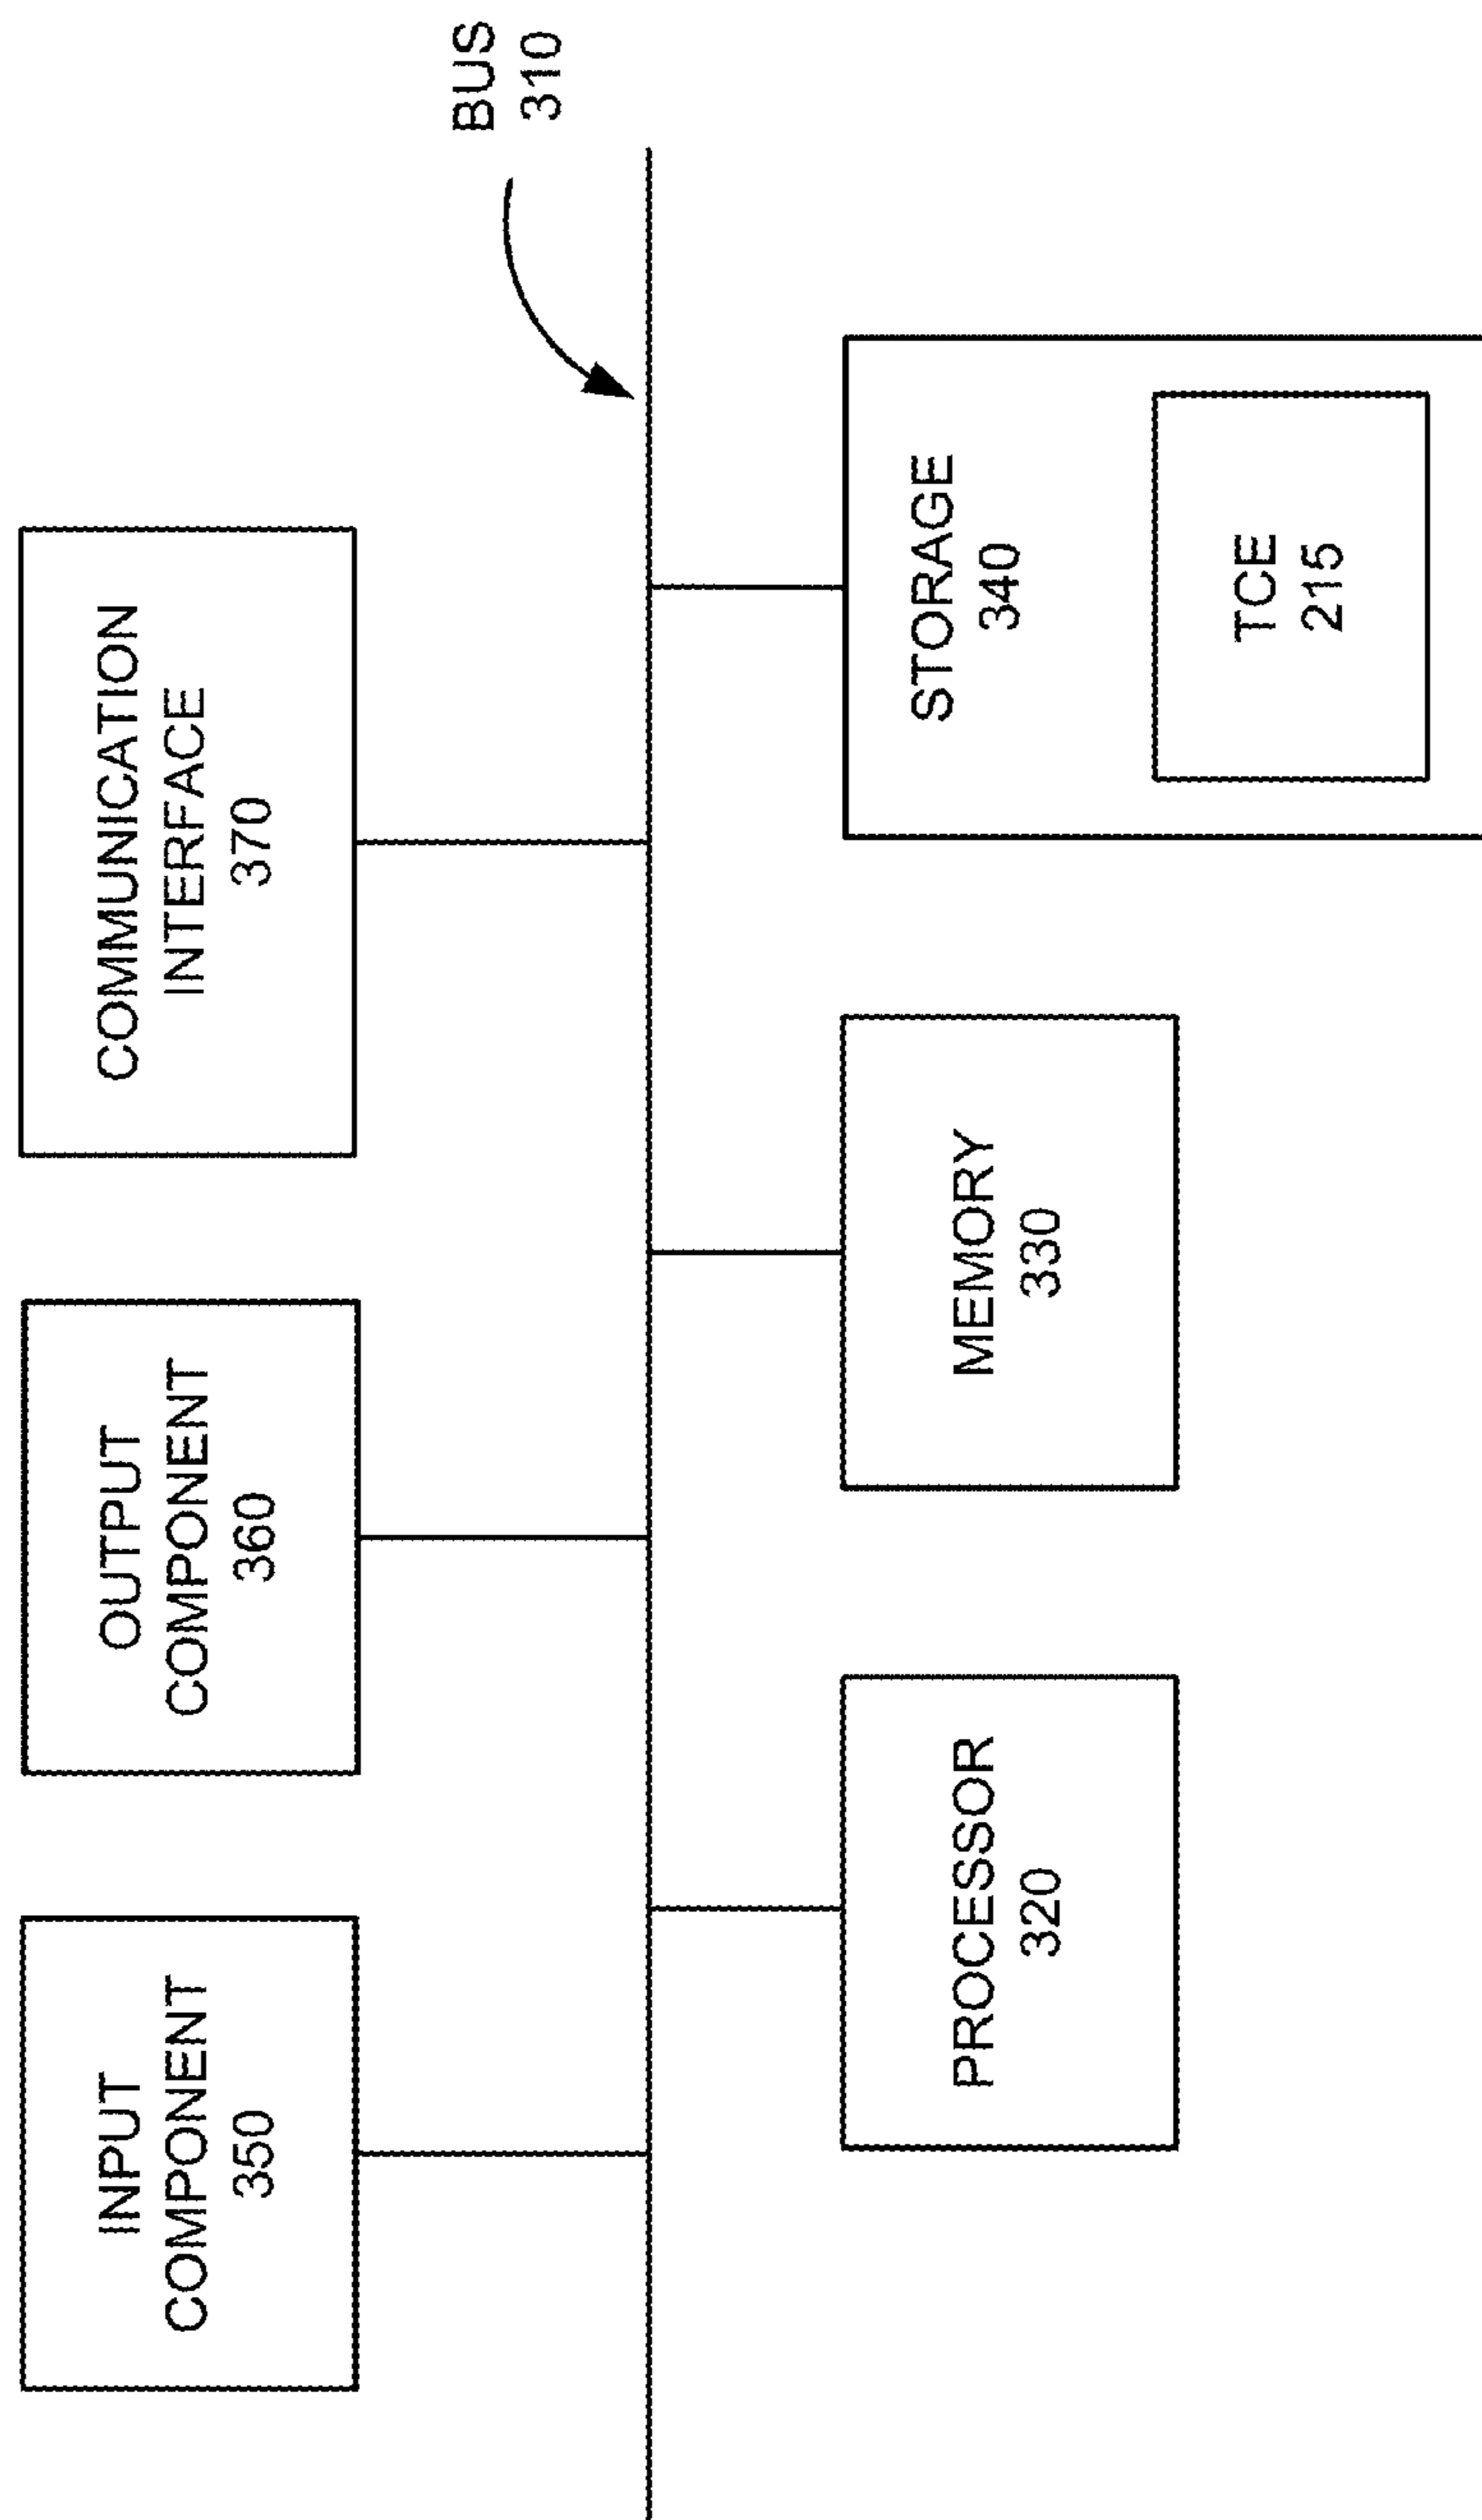 INPUT
COMPONENT
350
OUTPUT
COMPONENT
360
COMMUNICATION
INTERFACE
370
BUS
310
PROCESSOR
320
MEMORY
330
STORAGE
340
TCE
215